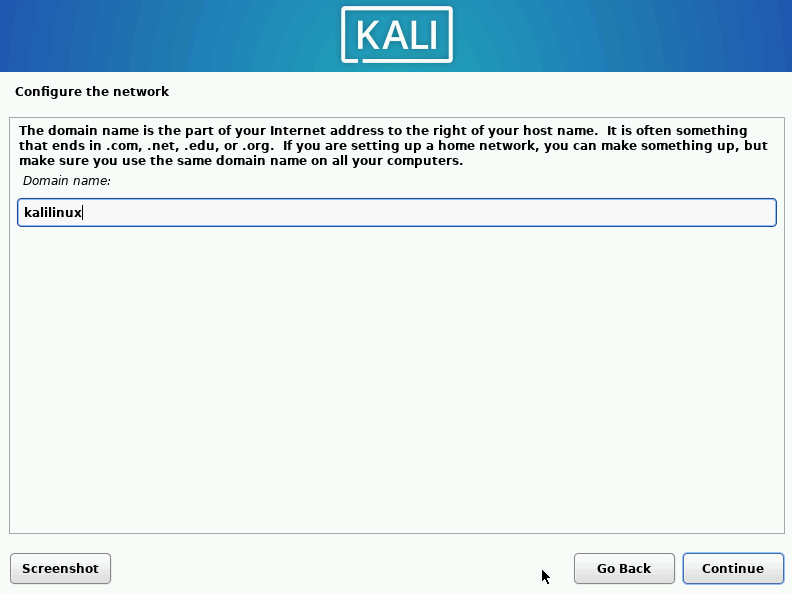 KALI
Configure the network
The domain name is the part of your Internet address to the right of your host name.  It is often something
that ends in .com, .net, .edu, or .org.  If you are setting up a home network, you can make something up, but
make sure you use the same domain name on all your computers.
Domain name:
kalilinux
Screenshot
Go Back
Continue